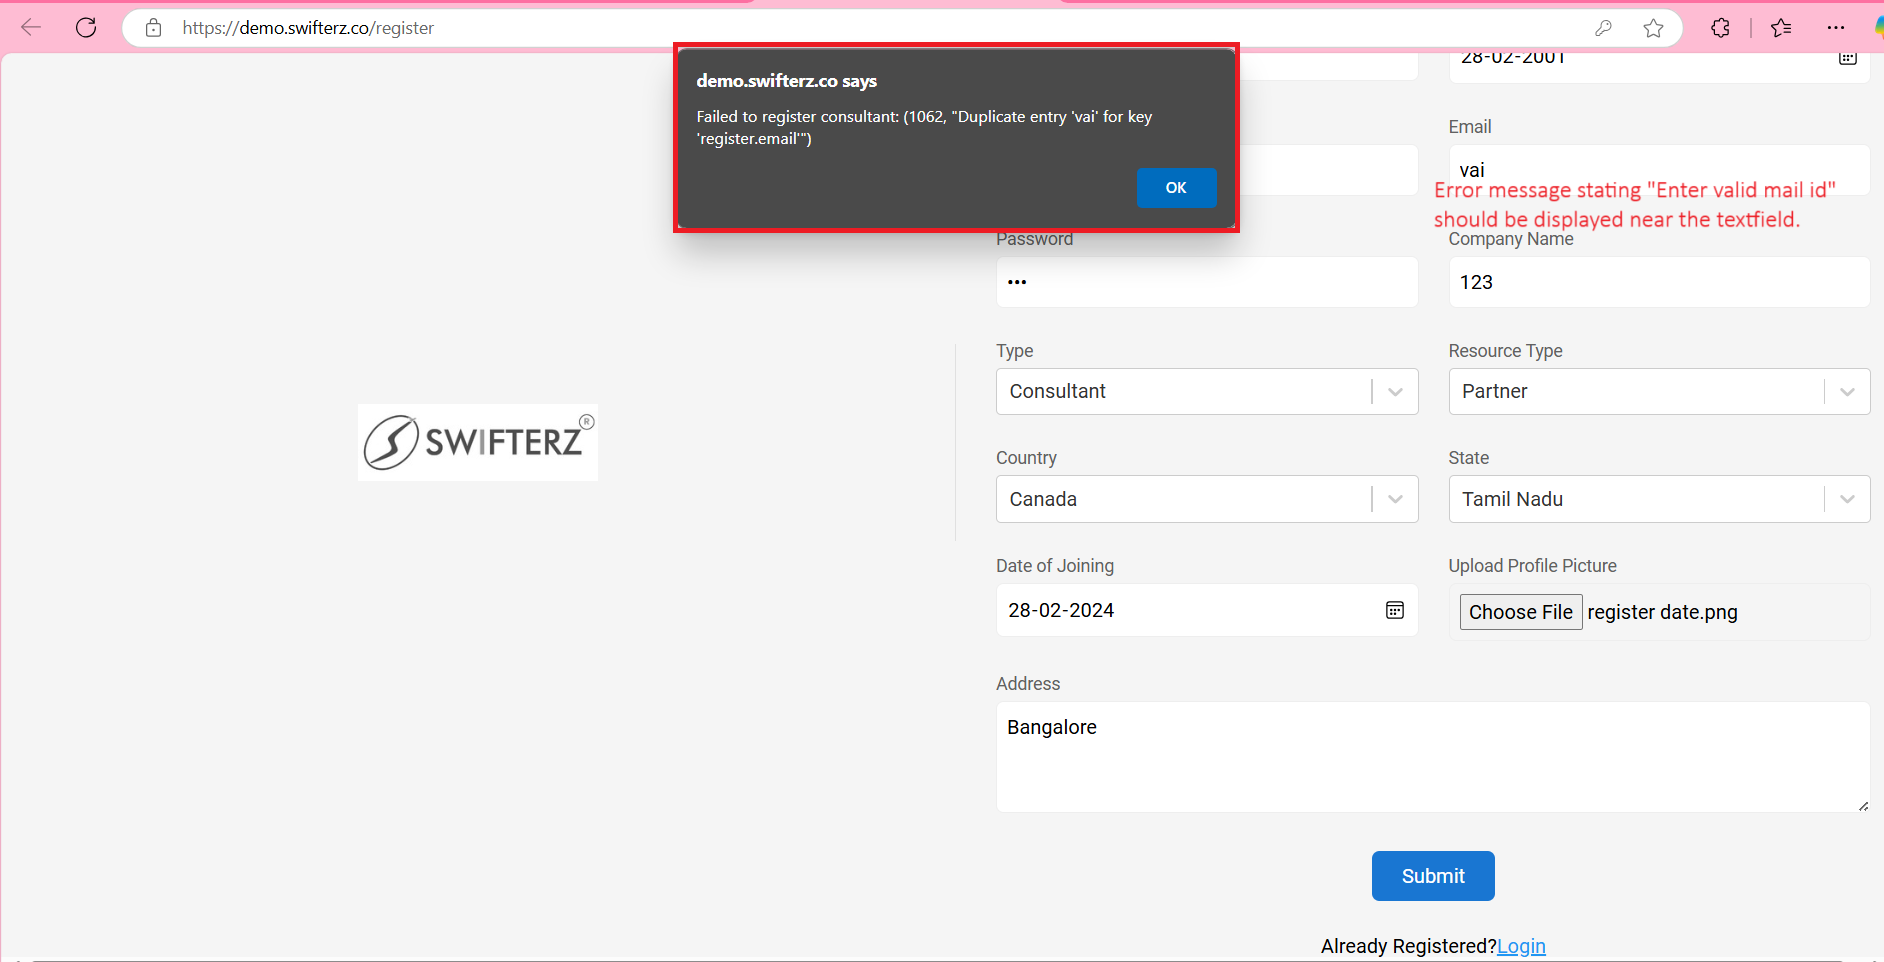 https://demo.swifterz.co/register
demo.swifterz.co says
Failed to register consultant: (1062, "Duplicate entry 'vai' for key
'register.email'")
OK
28-02-2001
Email
vai
Error message stating "Enter valid mail id"
should be displayed near the textfield.
Password
•••
Company Name
123
Type
Consultant
Resource Type
Partner
SWIFTERZ®
Country
Canada
State
Tamil Nadu
Date of Joining
28-02-2024
Upload Profile Picture
Choose File register date.png
Address
Bangalore
Submit
Already Registered?Login